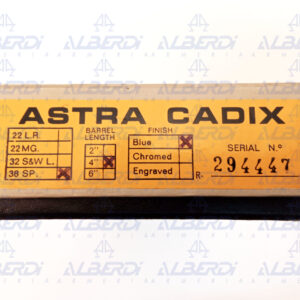 ASTRA CADIX
22 L.R.
22 MG.
32 S&W L.
38 SP.
BARREL LENGTH
2"
4"
6"
FINISH
Blue
Chromed
Engraved
SERIAL N.º
R- 294447
ALBERDI
ARMERIA